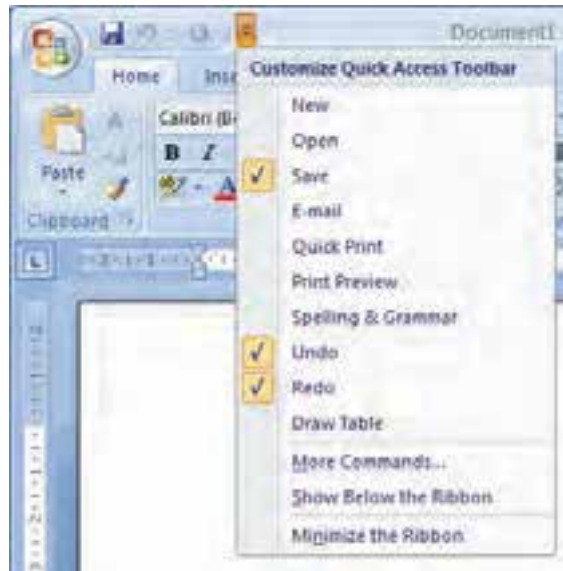 Document1
Home
Customize Quick Access Toolbar
New
Calibri
Open
B I
Save
Paste
E-mail
Clipboard
Quick Print
Print Preview
Spelling & Grammar
Undo
Redo
Draw Table
More Commands...
Show Below the Ribbon
Minimize the Ribbon